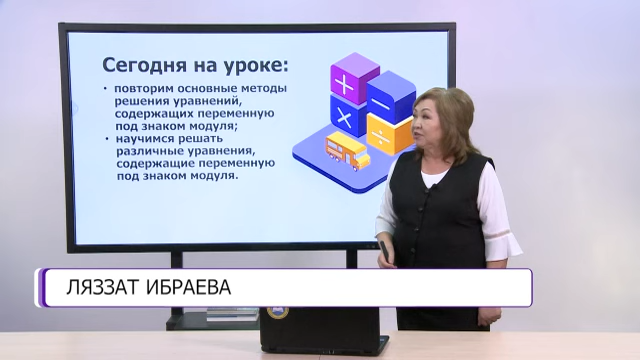 Сегодня на уроке:
• повторим основные методы
решения уравнений,
содержащих переменную
под знаком модуля;
• научимся решать
различные уравнения,
содержащие переменную
под знаком модуля.
ЛЯЗЗАТ ИБРАЕВА